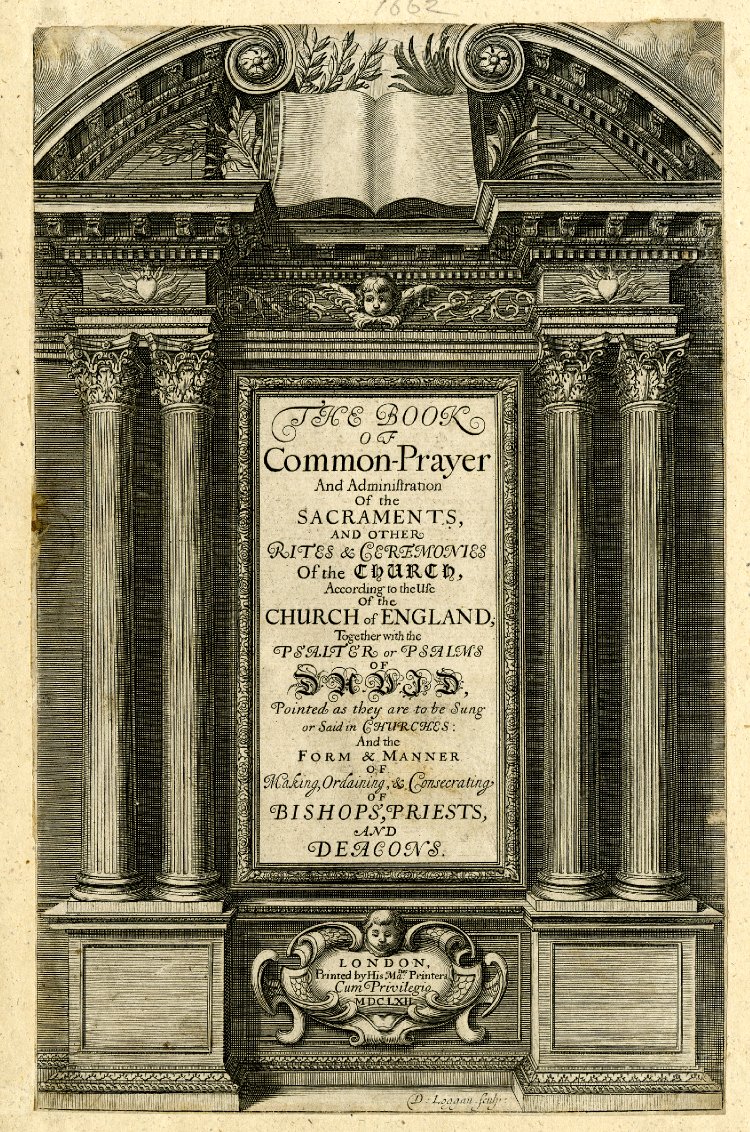 1662
THE BOOK
OF
Common-Prayer
And Adminiſtration
Of the
SACRAMENTS,
AND OTHER
RITES & CEREMONIES
Of the CHURCH,
According to the Uſe
Of the
CHURCH of ENGLAND,
Together with the
PSALTER or PSALMS
OF
DAVID,
Pointed as they are to be Sung
or Said in CHURCHES:
And the
FORM & MANNER
OF
Making, Ordaining, & Consecrating
OF
BISHOPS, PRIESTS,
AND
DEACONS.
LONDON,
Printed by His Ma.ties Printers
Cum Privilegio
MDCLXII
D: Loggan ſculp: